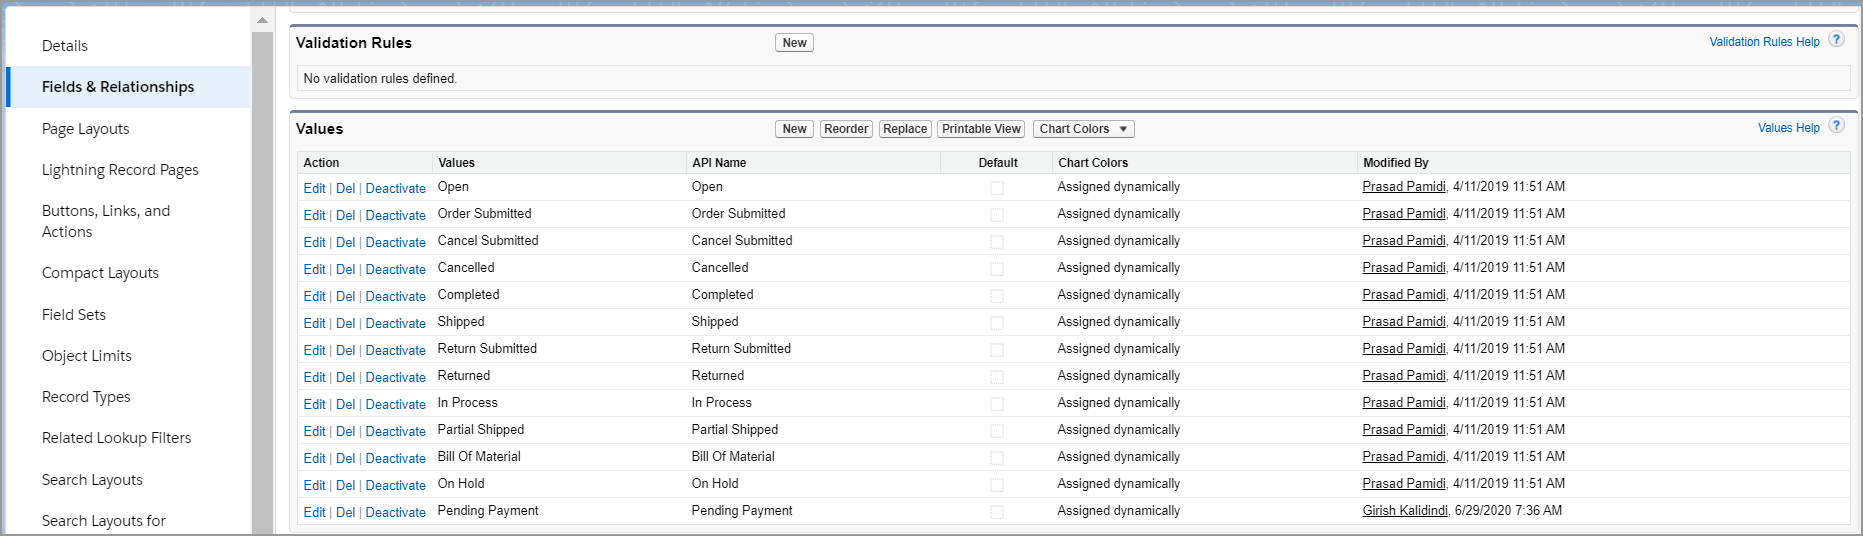 Details
Fields & Relationships
Page Layouts
Lightning Record Pages
Buttons, Links, and
Actions
Compact Layouts
Field Sets
Object Limits
Record Types
Related Lookup Filters
Search Layouts
Search Layouts for
Validation Rules New Validation Rules Help ?
No validation rules defined.
Values New Reorder Replace Printable View Chart Colors Values Help ?
Action Values API Name Default Chart Colors Modified By
Edit | Del | Deactivate Open Open Assigned dynamically Prasad Pamidi, 4/11/2019 11:51 AM
Edit | Del | Deactivate Order Submitted Order Submitted Assigned dynamically Prasad Pamidi, 4/11/2019 11:51 AM
Edit | Del | Deactivate Cancel Submitted Cancel Submitted Assigned dynamically Prasad Pamidi, 4/11/2019 11:51 AM
Edit | Del | Deactivate Cancelled Cancelled Assigned dynamically Prasad Pamidi, 4/11/2019 11:51 AM
Edit | Del | Deactivate Completed Completed Assigned dynamically Prasad Pamidi, 4/11/2019 11:51 AM
Edit | Del | Deactivate Shipped Shipped Assigned dynamically Prasad Pamidi, 4/11/2019 11:51 AM
Edit | Del | Deactivate Return Submitted Return Submitted Assigned dynamically Prasad Pamidi, 4/11/2019 11:51 AM
Edit | Del | Deactivate Returned Returned Assigned dynamically Prasad Pamidi, 4/11/2019 11:51 AM
Edit | Del | Deactivate In Process In Process Assigned dynamically Prasad Pamidi, 4/11/2019 11:51 AM
Edit | Del | Deactivate Partial Shipped Partial Shipped Assigned dynamically Prasad Pamidi, 4/11/2019 11:51 AM
Edit | Del | Deactivate Bill Of Material Bill Of Material Assigned dynamically Prasad Pamidi, 4/11/2019 11:51 AM
Edit | Del | Deactivate On Hold On Hold Assigned dynamically Prasad Pamidi, 4/11/2019 11:51 AM
Edit | Del | Deactivate Pending Payment Pending Payment Assigned dynamically Girish Kalidindi, 6/29/2020 7:36 AM